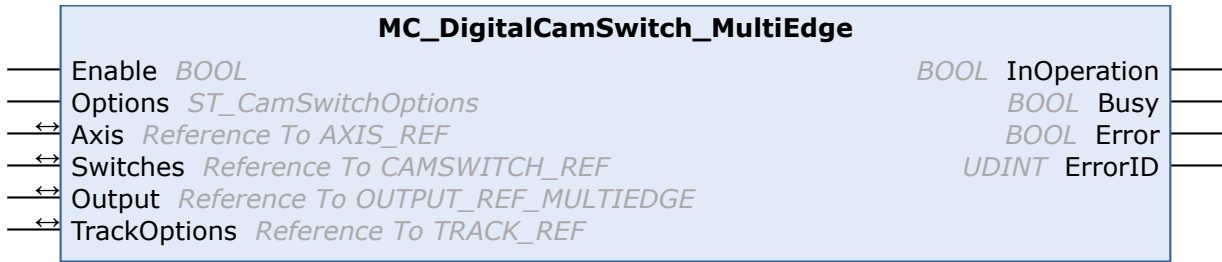 MC_DigitalCamSwitch_MultiEdge
Enable BOOL BOOL InOperation
Options ST_CamSwitchOptions BOOL Busy
↔ Axis Reference To AXIS_REF BOOL Error
↔ Switches Reference To CAMSWITCH_REF UDINT ErrorID
↔ Output Reference To OUTPUT_REF_MULTIEDGE
↔ TrackOptions Reference To TRACK_REF